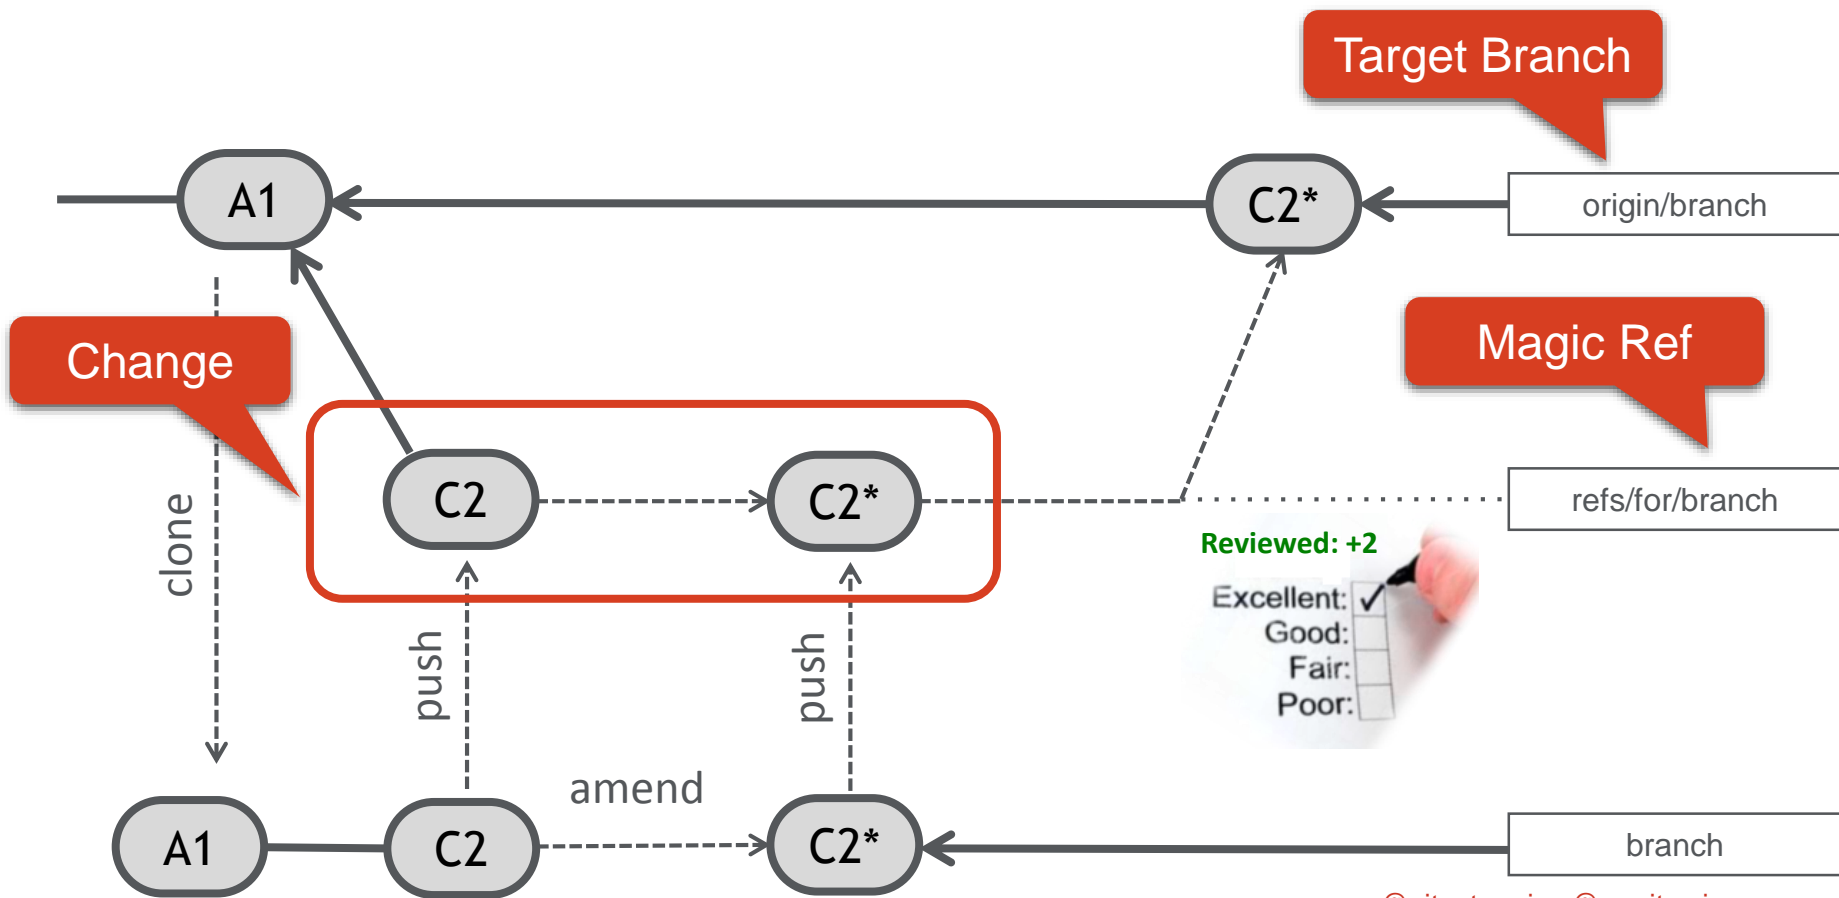 Target Branch
A1
C2*
origin/branch
Change
Magic Ref
clone
C2
C2*
refs/for/branch
Reviewed: +2
Excellent:
Good:
Fair:
Poor:
push
push
amend
A1
C2
C2*
branch